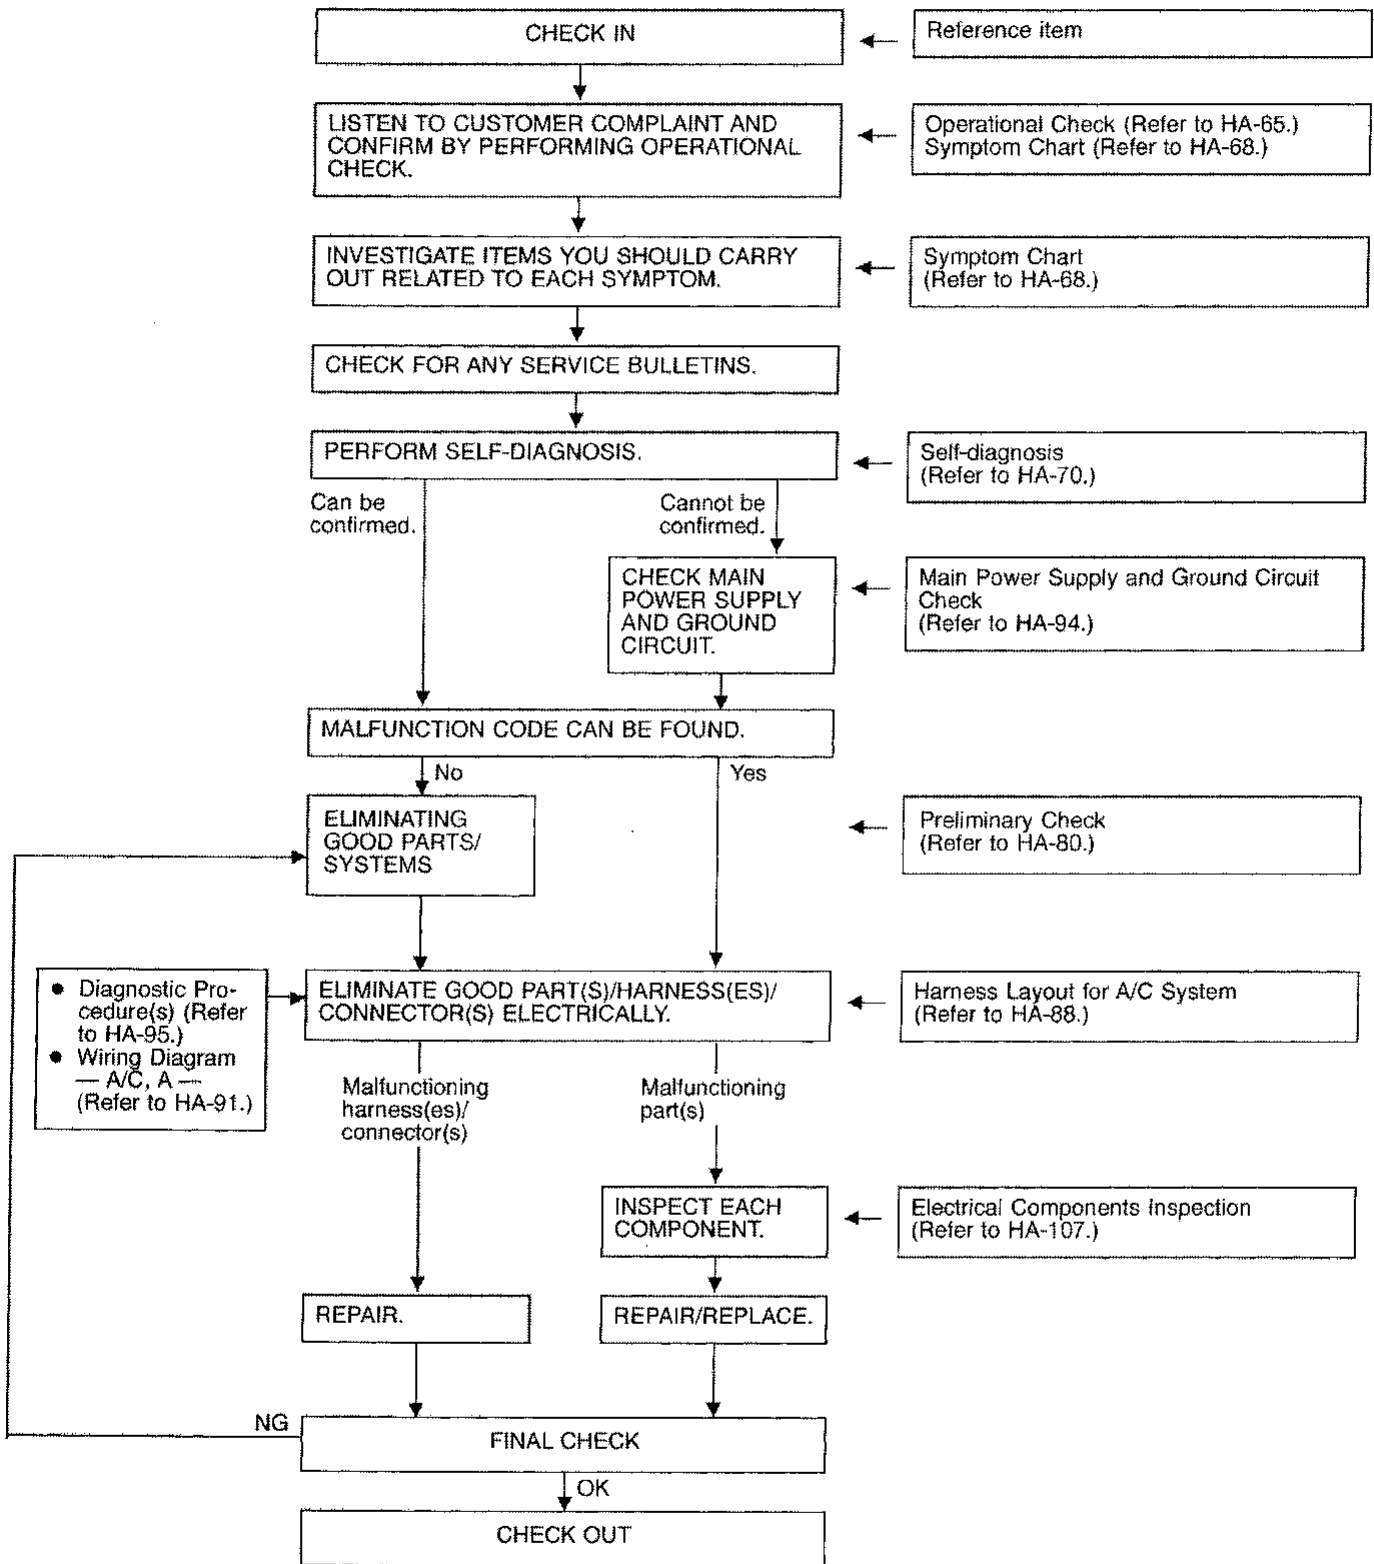 CHECK IN
Reference item
LISTEN TO CUSTOMER COMPLAINT AND
CONFIRM BY PERFORMING OPERATIONAL
CHECK.
Operational Check (Refer to HA-65.)
Symptom Chart (Refer to HA-68.)
INVESTIGATE ITEMS YOU SHOULD CARRY
OUT RELATED TO EACH SYMPTOM.
Symptom Chart
(Refer to HA-68.)
CHECK FOR ANY SERVICE BULLETINS.
PERFORM SELF-DIAGNOSIS.
Self-diagnosis
(Refer to HA-70.)
Can be
confirmed.
Cannot be
confirmed.
CHECK MAIN
POWER SUPPLY
AND GROUND
CIRCUIT.
Main Power Supply and Ground Circuit
Check
(Refer to HA-94.)
MALFUNCTION CODE CAN BE FOUND.
No
Yes
ELIMINATING
GOOD PARTS/
SYSTEMS
Preliminary Check
(Refer to HA-80.)
● Diagnostic Pro-
cedure(s) (Refer
to HA-95.)
● Wiring Diagram
— A/C, A —
(Refer to HA-91.)
ELIMINATE GOOD PART(S)/HARNESS(ES)/
CONNECTOR(S) ELECTRICALLY.
Harness Layout for A/C System
(Refer to HA-88.)
Malfunctioning
harness(es)/
connector(s)
Malfunctioning
part(s)
INSPECT EACH
COMPONENT.
Electrical Components Inspection
(Refer to HA-107.)
REPAIR.
REPAIR/REPLACE.
NG
FINAL CHECK
OK
CHECK OUT